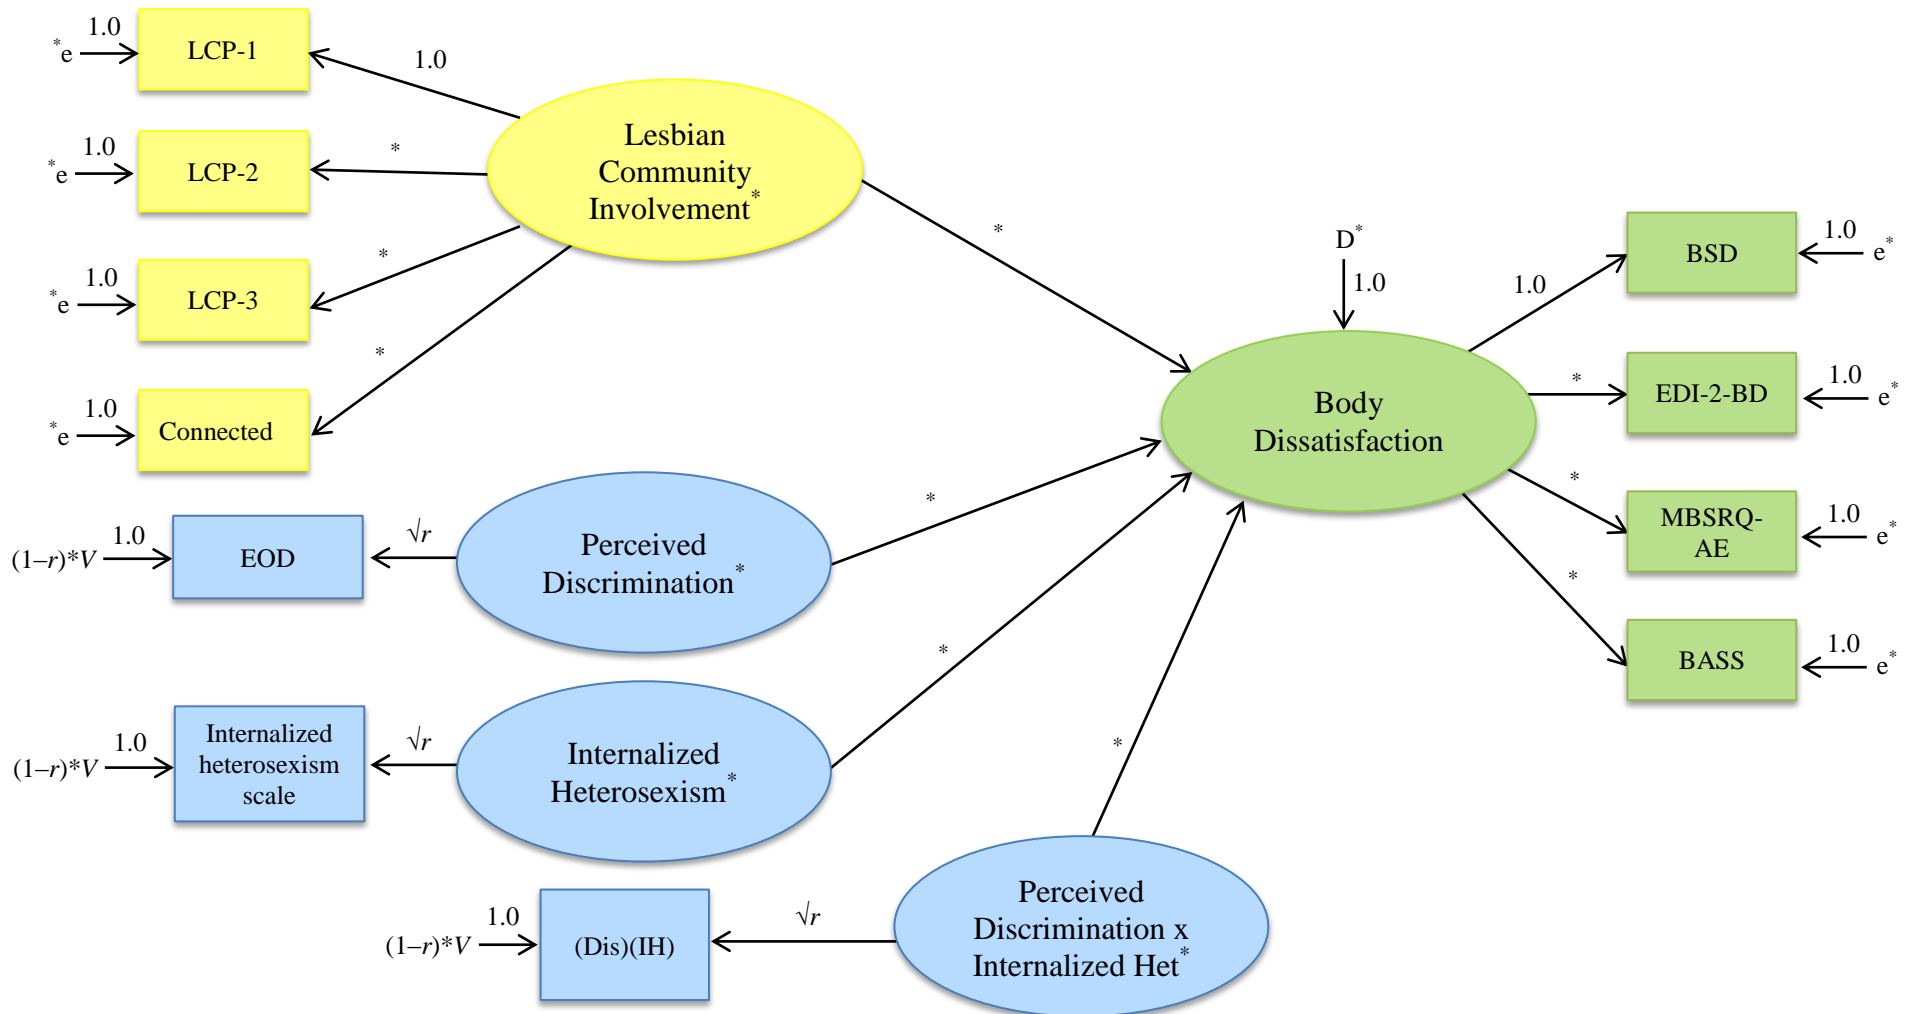 1.0
*e
LCP-1
1.0
1.0
*e
LCP-2
*
Lesbian
Community
Involvement*
1.0
*e
LCP-3
*
1.0
*e
Connected
*
*
D*
1.0
Body
Dissatisfaction
1.0
BSD
1.0
e*
*
EDI-2-BD
1.0
e*
*
MBSRQ-
AE
1.0
e*
*
BASS
1.0
e*
1.0
(1–r)*V
EOD
√r
Perceived
Discrimination*
*
1.0
(1–r)*V
Internalized
heterosexism
scale
√r
Internalized
Heterosexism*
*
1.0
(1–r)*V
(Dis)(IH)
√r
Perceived
Discrimination x
Internalized Het*
*